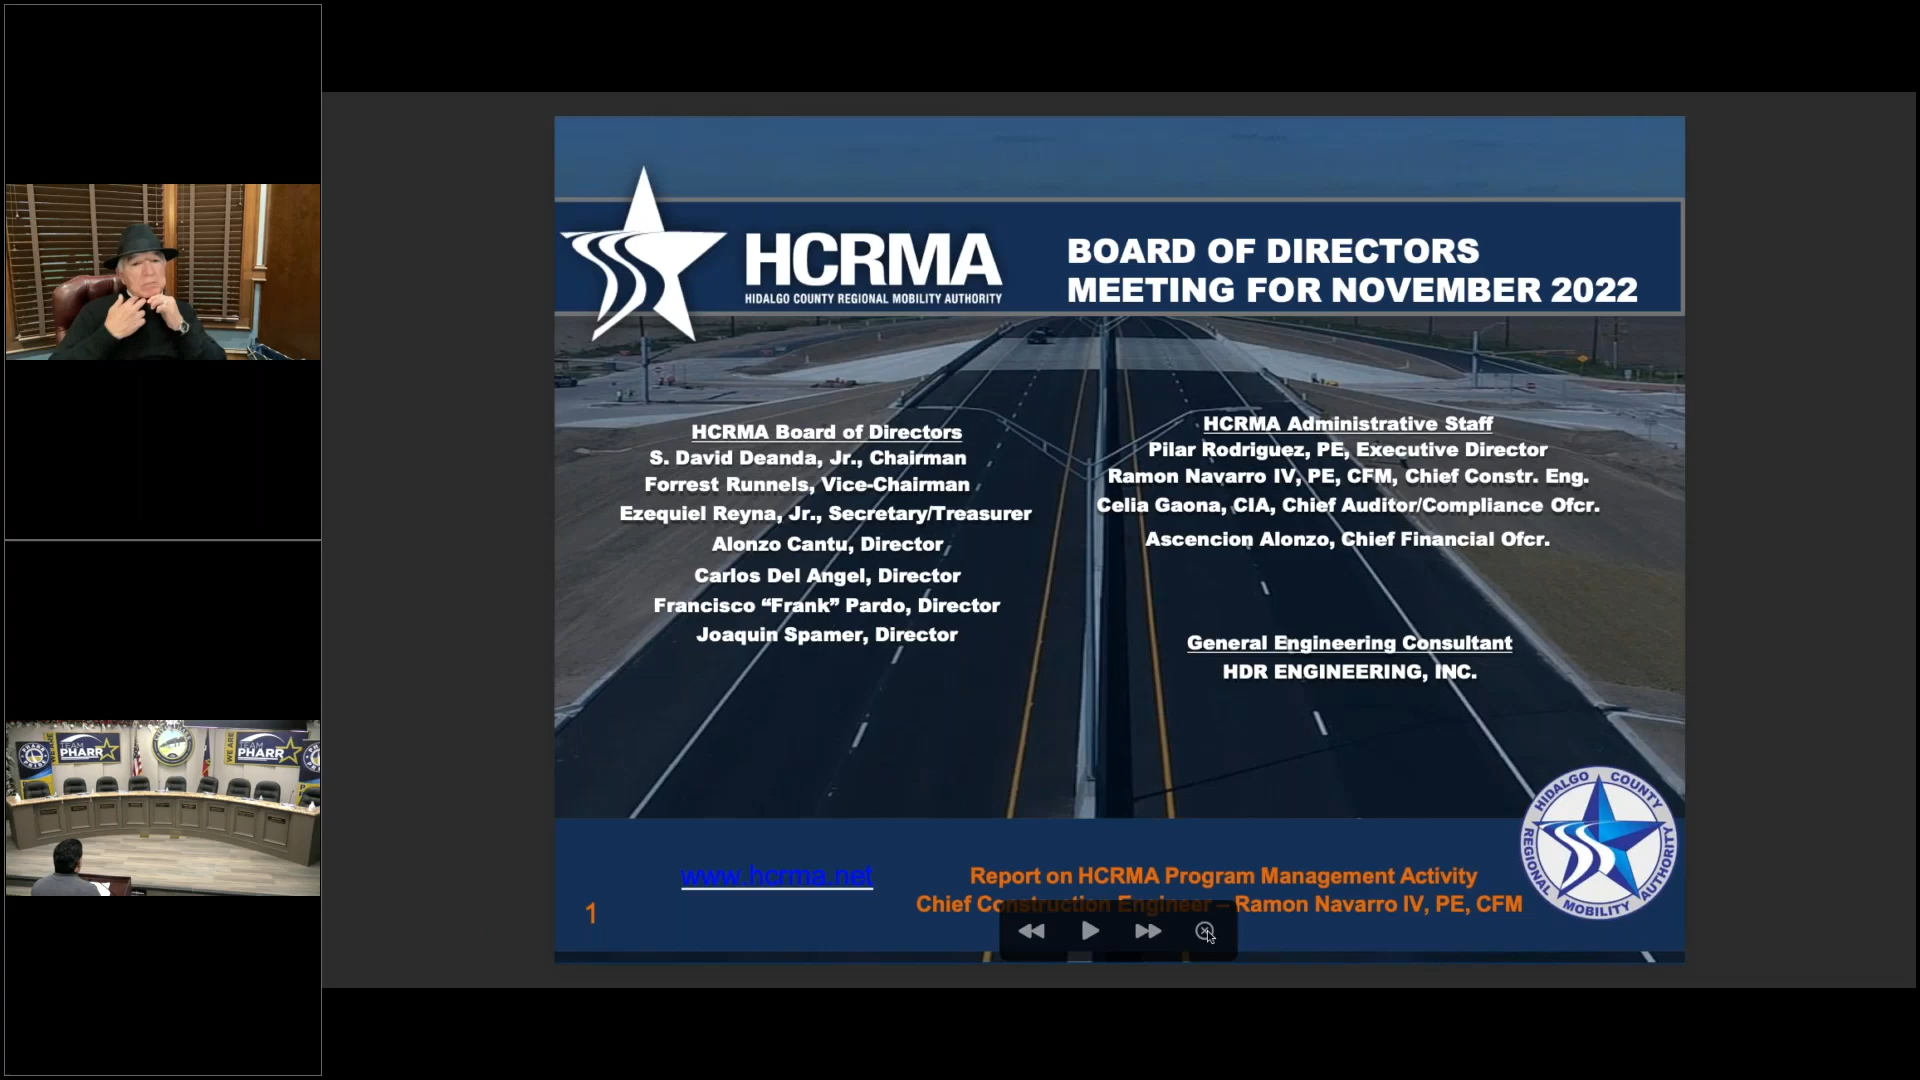 HCRMA
HIDALGO COUNTY REGIONAL MOBILITY AUTHORITY
BOARD OF DIRECTORS
MEETING FOR NOVEMBER 2022
HCRMA Board of Directors
S. David Deanda, Jr., Chairman
Forrest Runnels, Vice-Chairman
Ezequiel Reyna, Jr., Secretary/Treasurer
Alonzo Cantu, Director
Carlos Del Angel, Director
Francisco “Frank” Pardo, Director
Joaquin Spamer, Director
HCRMA Administrative Staff
Pilar Rodriguez, PE, Executive Director
Ramon Navarro IV, PE, CFM, Chief Constr. Eng.
Celia Gaona, CIA, Chief Auditor/Compliance Ofcr.
Ascencion Alonzo, Chief Financial Ofcr.
General Engineering Consultant
HDR ENGINEERING, INC.
www.hcrma.net
Report on HCRMA Program Management Activity
Chief Construction Engineer – Ramon Navarro IV, PE, CFM
1
HIDALGO COUNTY
REGIONAL MOBILITY AUTHORITY
TEAM
PHARR
WE ARE
TEAM
PHARR